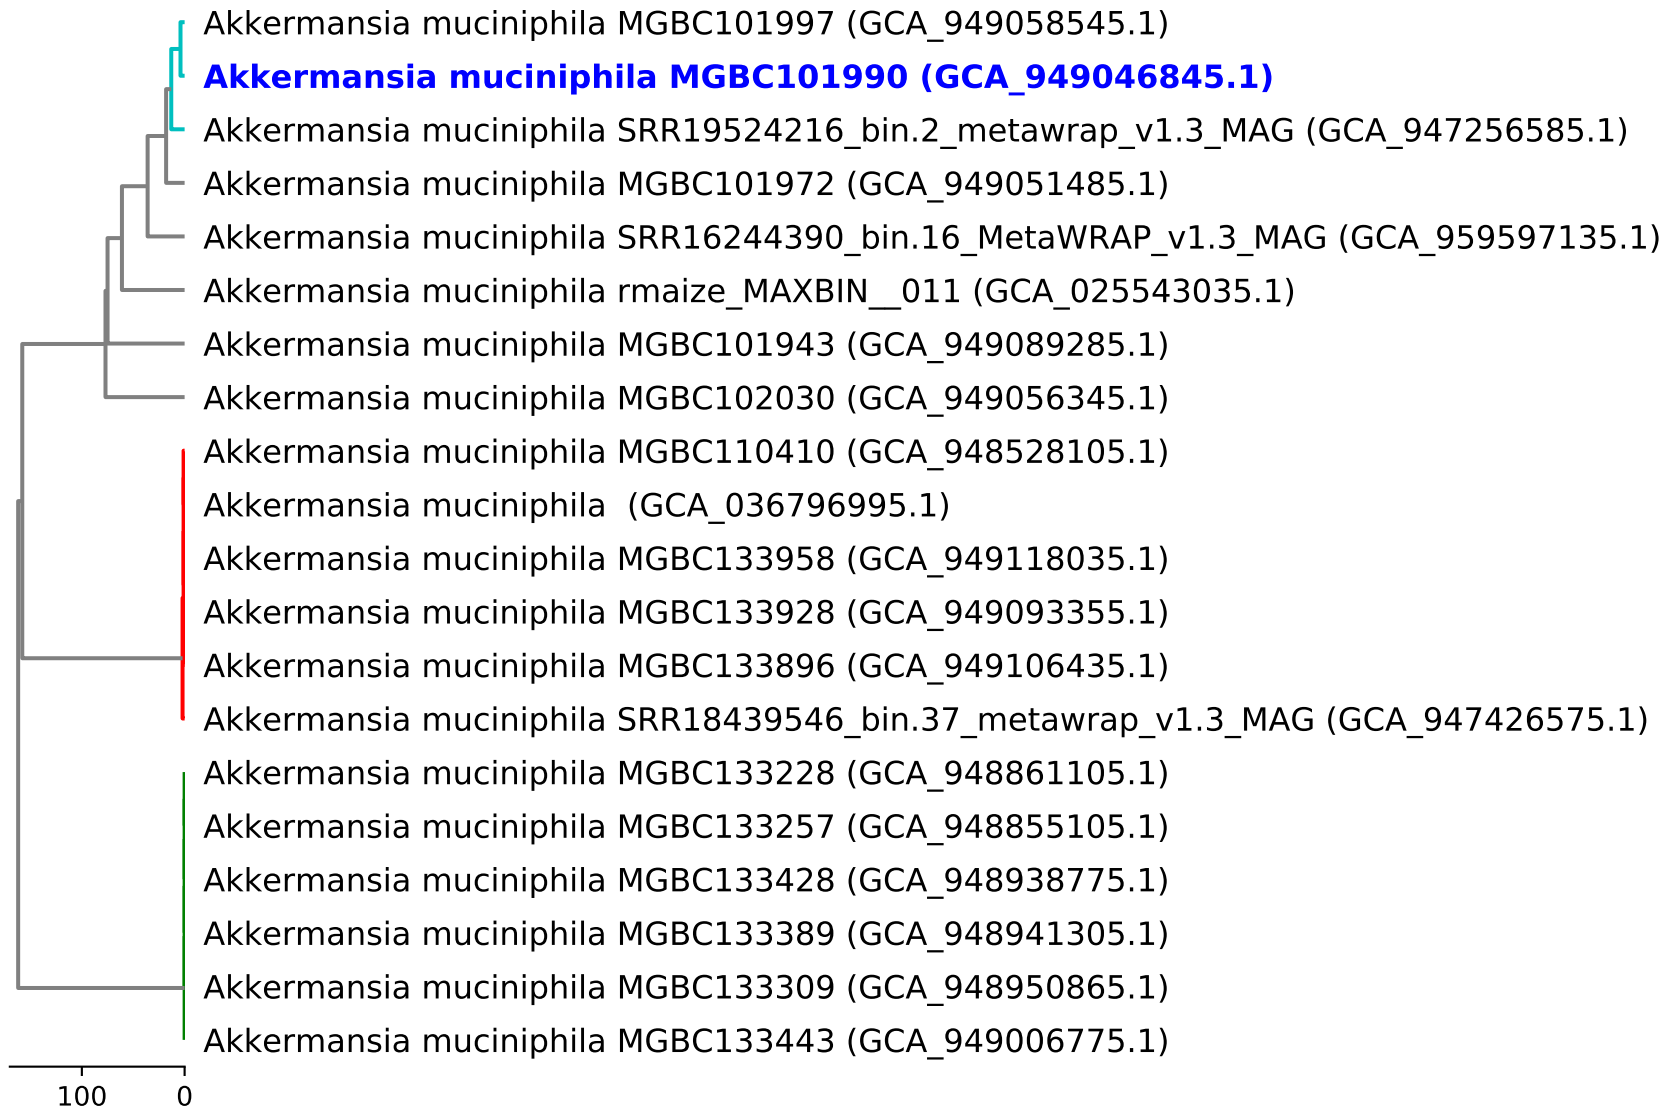 Akkermansia muciniphila MGBC101997 (GCA_949058545.1)
Akkermansia muciniphila MGBC101990 (GCA_949046845.1)
Akkermansia muciniphila SRR19524216_bin.2_metawrap_v1.3_MAG (GCA_947256585.1)
Akkermansia muciniphila MGBC101972 (GCA_949051485.1)
Akkermansia muciniphila SRR16244390_bin.16_MetaWRAP_v1.3_MAG (GCA_959597135.1)
Akkermansia muciniphila rmaize_MAXBIN__011 (GCA_025543035.1)
Akkermansia muciniphila MGBC101943 (GCA_949089285.1)
Akkermansia muciniphila MGBC102030 (GCA_949056345.1)
Akkermansia muciniphila MGBC110410 (GCA_948528105.1)
Akkermansia muciniphila  (GCA_036796995.1)
Akkermansia muciniphila MGBC133958 (GCA_949118035.1)
Akkermansia muciniphila MGBC133928 (GCA_949093355.1)
Akkermansia muciniphila MGBC133896 (GCA_949106435.1)
Akkermansia muciniphila SRR18439546_bin.37_metawrap_v1.3_MAG (GCA_947426575.1)
Akkermansia muciniphila MGBC133228 (GCA_948861105.1)
Akkermansia muciniphila MGBC133257 (GCA_948855105.1)
Akkermansia muciniphila MGBC133428 (GCA_948938775.1)
Akkermansia muciniphila MGBC133389 (GCA_948941305.1)
Akkermansia muciniphila MGBC133309 (GCA_948950865.1)
Akkermansia muciniphila MGBC133443 (GCA_949006775.1)
100 0